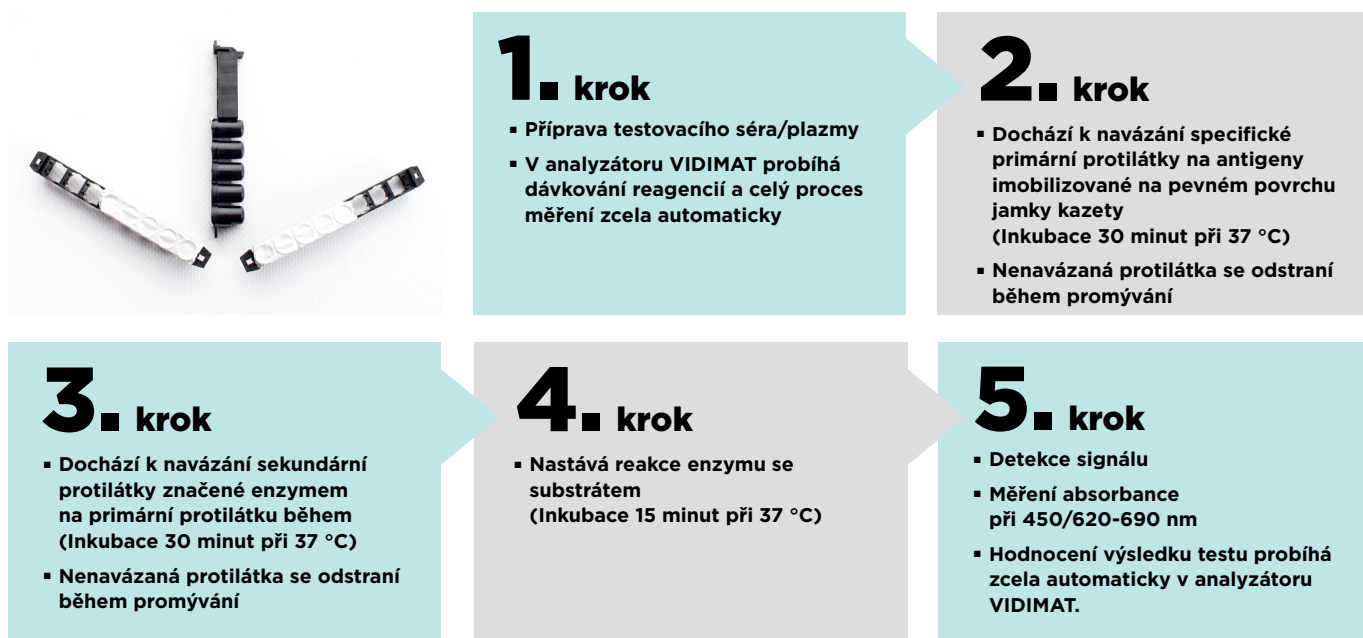 1. krok
▪ Příprava testovacího séra/plazmy
▪ V analyzátoru VIDIMAT probíhá
dávkování reagencií a celý proces
měření zcela automaticky
2. krok
▪ Dochází k navázání specifické
primární protilátky na antigeny
imobilizované na pevném povrchu
jamky kazety
(Inkubace 30 minut při 37 °C)
▪ Nenavázaná protilátka se odstraní
během promývání
3. krok
▪ Dochází k navázání sekundární
protilátky značené enzymem
na primární protilátku během
(Inkubace 30 minut při 37 °C)
▪ Nenavázaná protilátka se odstraní
během promývání
4. krok
▪ Nastává reakce enzymu se
substrátem
(Inkubace 15 minut při 37 °C)
5. krok
▪ Detekce signálu
▪ Měření absorbance
při 450/620-690 nm
▪ Hodnocení výsledku testu probíhá
zcela automaticky v analyzátoru
VIDIMAT.